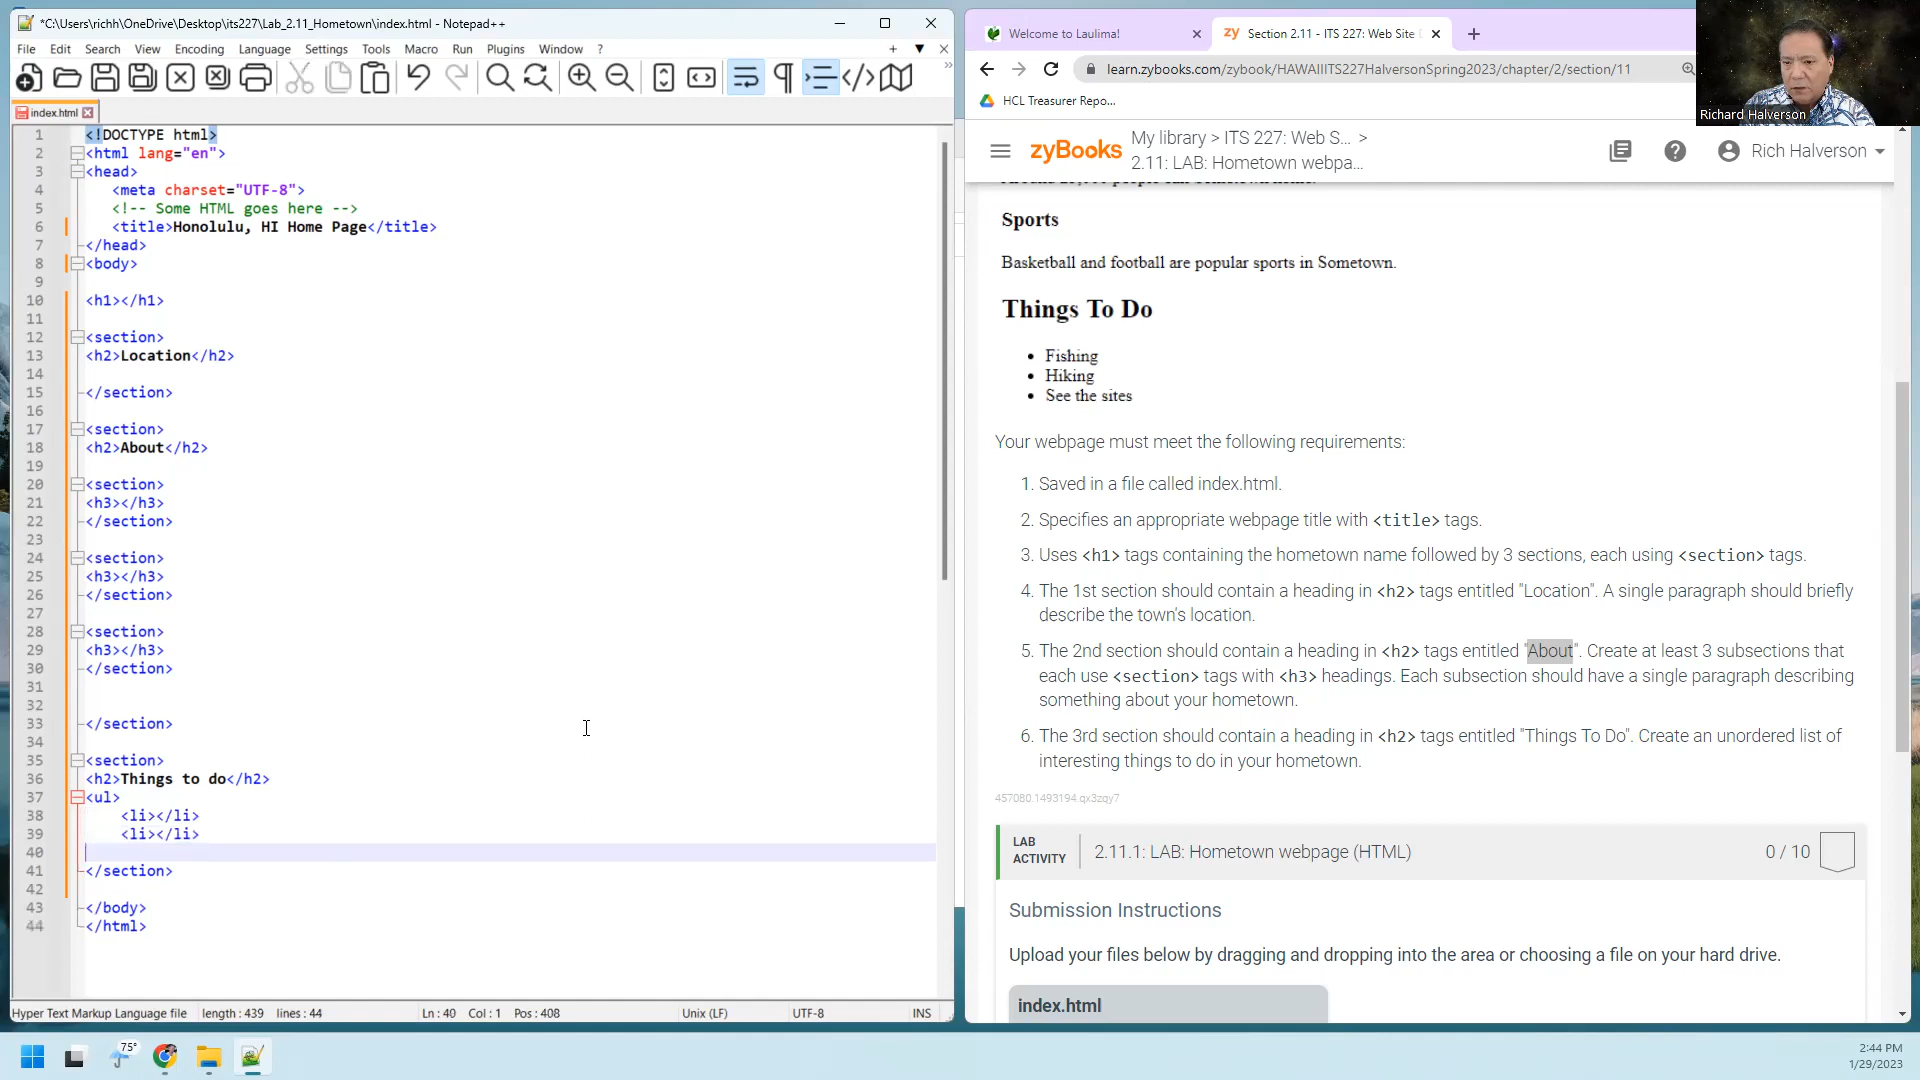 *C:\Users\richh\OneDrive\Desktop\its227\Lab_2.11_Hometown\index.html - Notepad++
File Edit Search View Encoding Language Settings Tools Macro Run Plugins Window ?
index.html
1 <!DOCTYPE html>
2 <html lang="en">
3 <head>
4 <meta charset="UTF-8">
5 <!-- Some HTML goes here -->
6 <title>Honolulu, HI Home Page</title>
7 </head>
8 <body>
9
10 <h1></h1>
11
12 <section>
13 <h2>Location</h2>
14
15 </section>
16
17 <section>
18 <h2>About</h2>
19
20 <section>
21 <h3></h3>
22 </section>
23
24 <section>
25 <h3></h3>
26 </section>
27
28 <section>
29 <h3></h3>
30 </section>
31
32
33 </section>
34
35 <section>
36 <h2>Things to do</h2>
37 <ul>
38 <li></li>
39 <li></li>
40
41 </section>
42
43 </body>
44 </html>
Hyper Text Markup Language file length : 439 lines : 44 Ln : 40 Col : 1 Pos : 408 Unix (LF) UTF-8 INS
Welcome to Laulima!
zy Section 2.11 - ITS 227: Web Site
learn.zybooks.com/zybook/HAWAIIITS227HalversonSpring2023/chapter/2/section/11
HCL Treasurer Repo...
Richard Halverson
zyBooks
My library > ITS 227: Web S... >
2.11: LAB: Hometown webpa...
Rich Halverson
Sports
Basketball and football are popular sports in Sometown.
Things To Do
• Fishing
• Hiking
• See the sites
Your webpage must meet the following requirements:
1. Saved in a file called index.html.
2. Specifies an appropriate webpage title with <title> tags.
3. Uses <h1> tags containing the hometown name followed by 3 sections, each using <section> tags.
4. The 1st section should contain a heading in <h2> tags entitled "Location". A single paragraph should briefly
describe the town's location.
5. The 2nd section should contain a heading in <h2> tags entitled "About". Create at least 3 subsections that
each use <section> tags with <h3> headings. Each subsection should have a single paragraph describing
something about your hometown.
6. The 3rd section should contain a heading in <h2> tags entitled "Things To Do". Create an unordered list of
interesting things to do in your hometown.
457080.1493194.qx3zqy7
LAB
ACTIVITY
2.11.1: LAB: Hometown webpage (HTML)
0 / 10
Submission Instructions
Upload your files below by dragging and dropping into the area or choosing a file on your hard drive.
index.html
75°
2:44 PM
1/29/2023